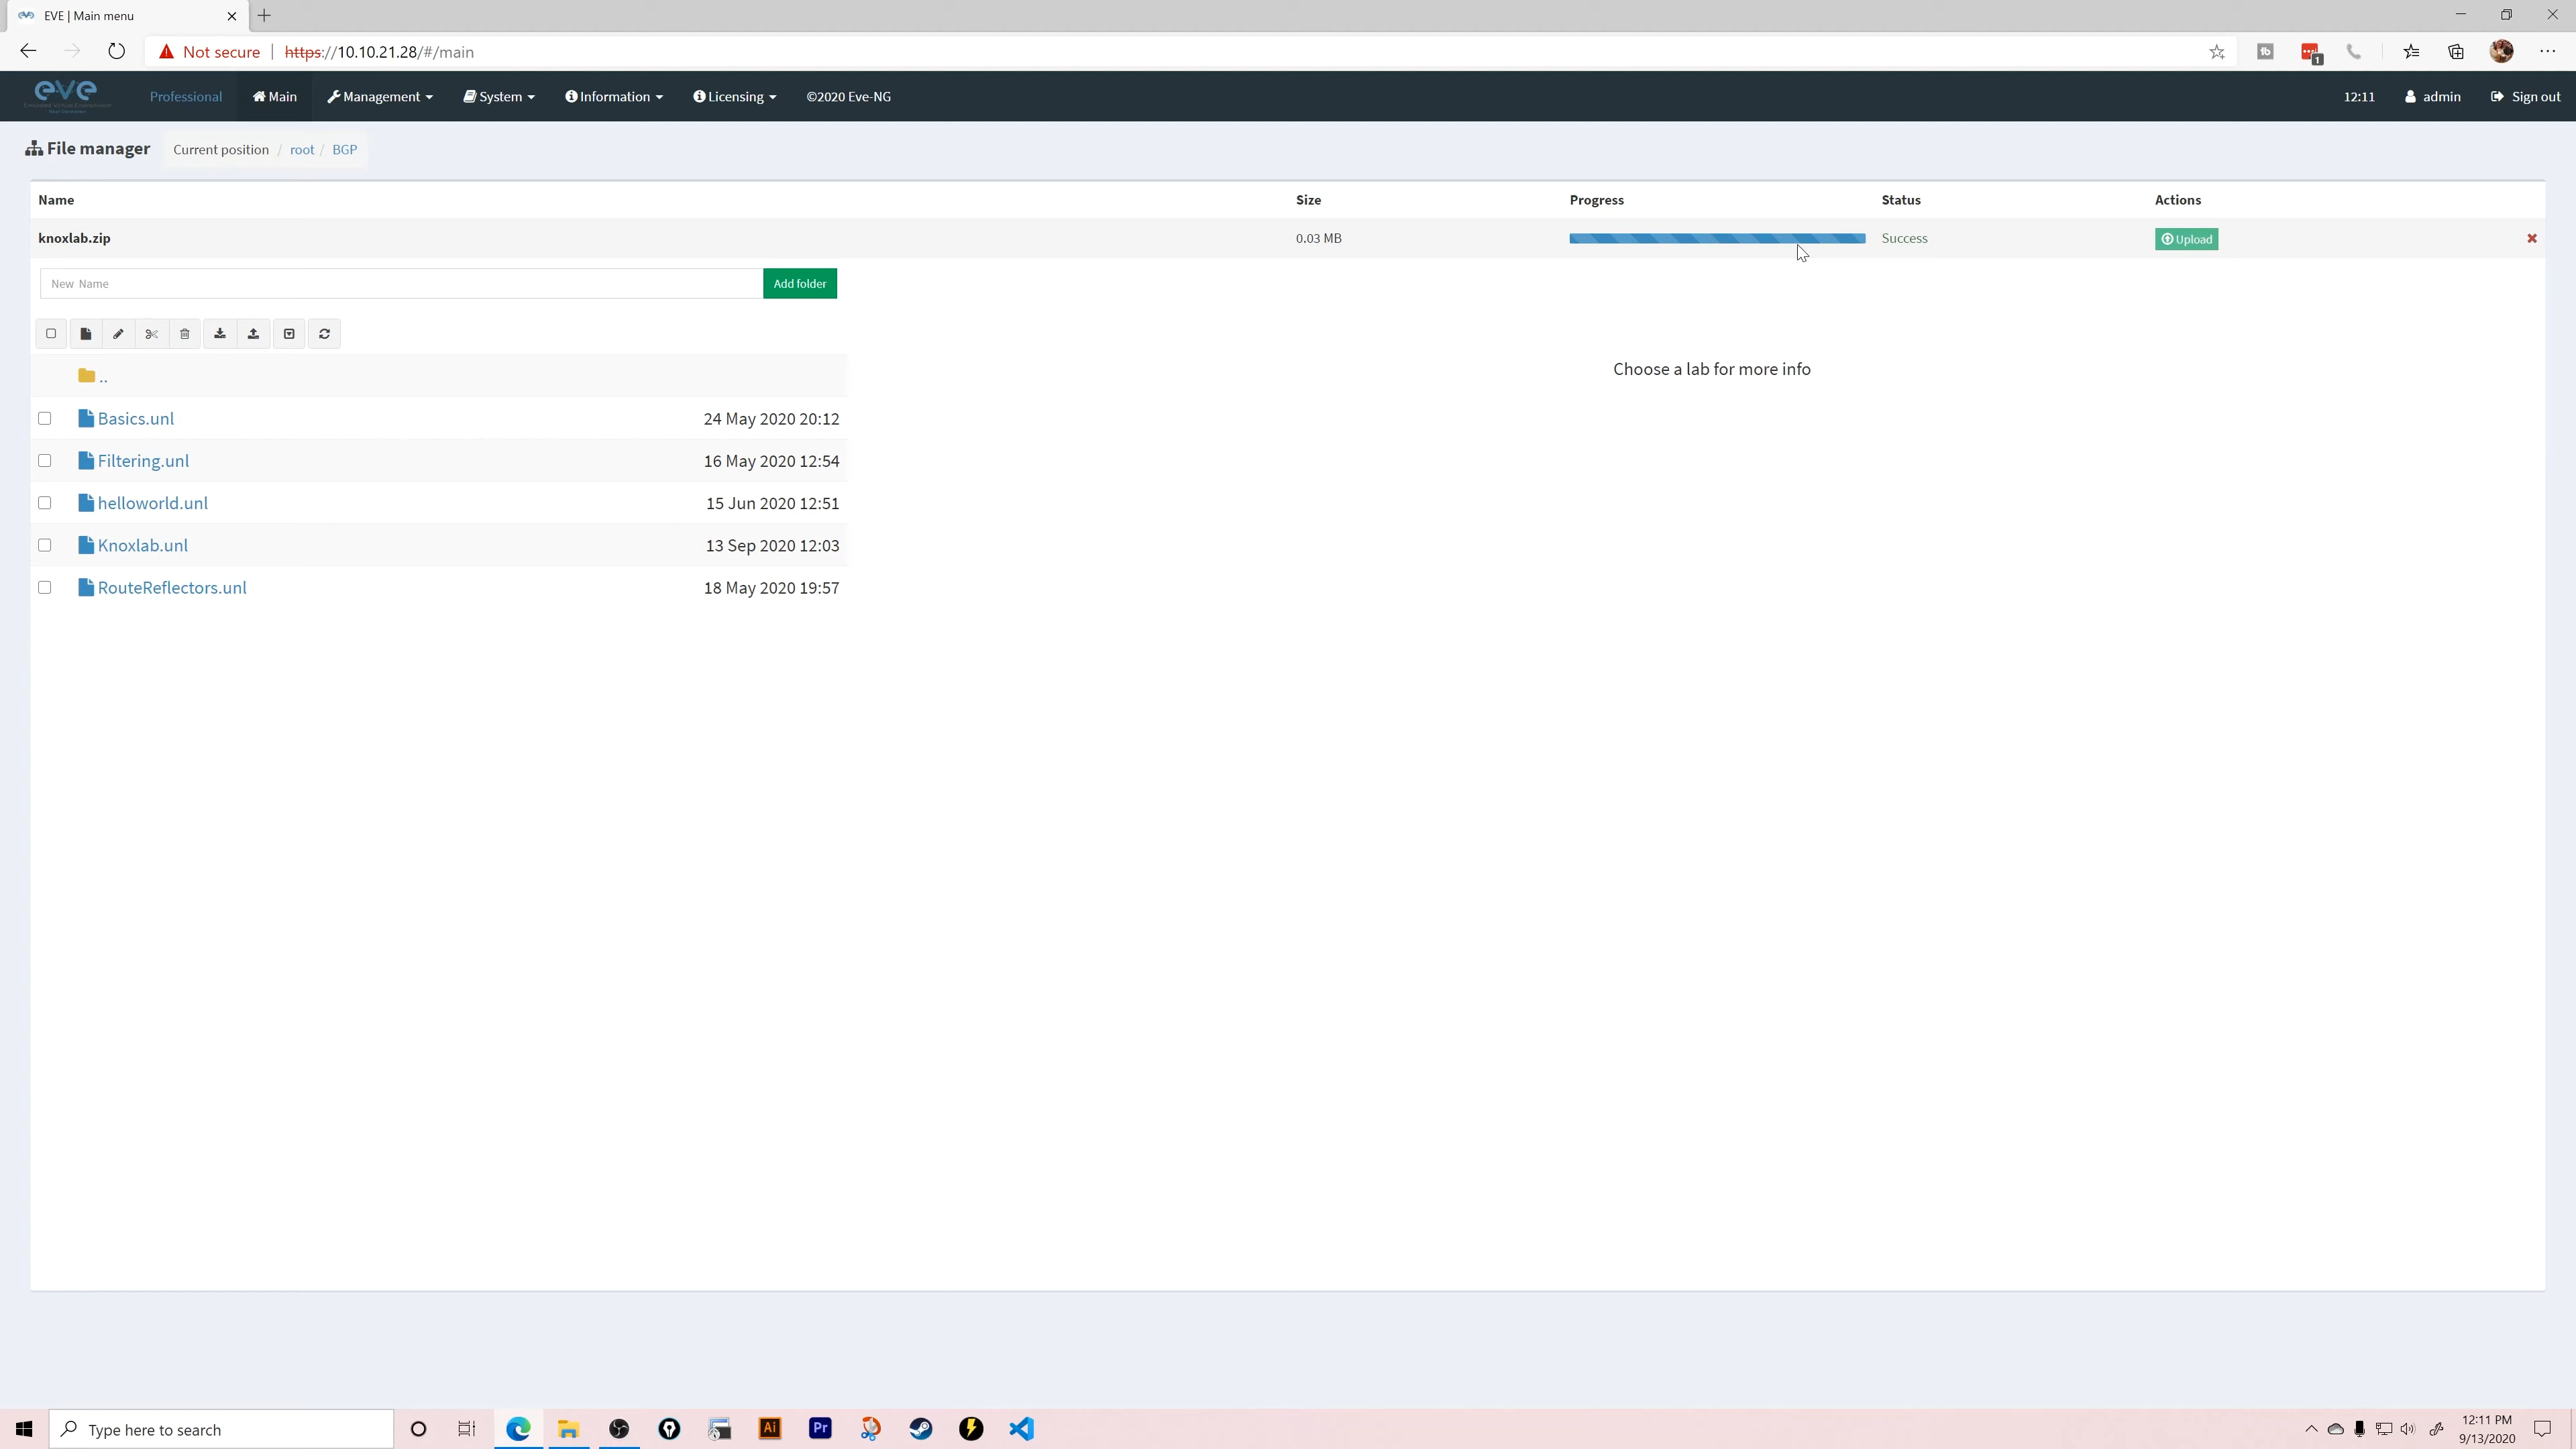 EVE | Main menu
Not secure | https://10.10.21.28/#/main
1
eve Professional Main Management System Information Licensing ©2020 Eve-NG 12:11 admin Sign out
File manager Current position / root / BGP
Name Size Progress Status Actions
knoxlab.zip 0.03 MB Success Upload
New Name Add folder
..
Choose a lab for more info
Basics.unl 24 May 2020 20:12
Filtering.unl 16 May 2020 12:54
helloworld.unl 15 Jun 2020 12:51
Knoxlab.unl 13 Sep 2020 12:03
RouteReflectors.unl 18 May 2020 19:57
Type here to search
Ai
Pr
12:11 PM
9/13/2020